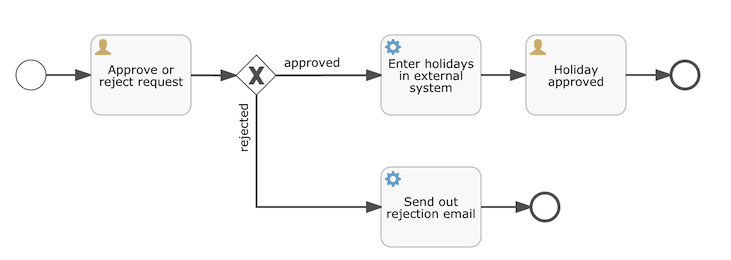 Approve or
reject request
approved
Enter holidays
in external
system
Holiday
approved
rejected
Send out
rejection email